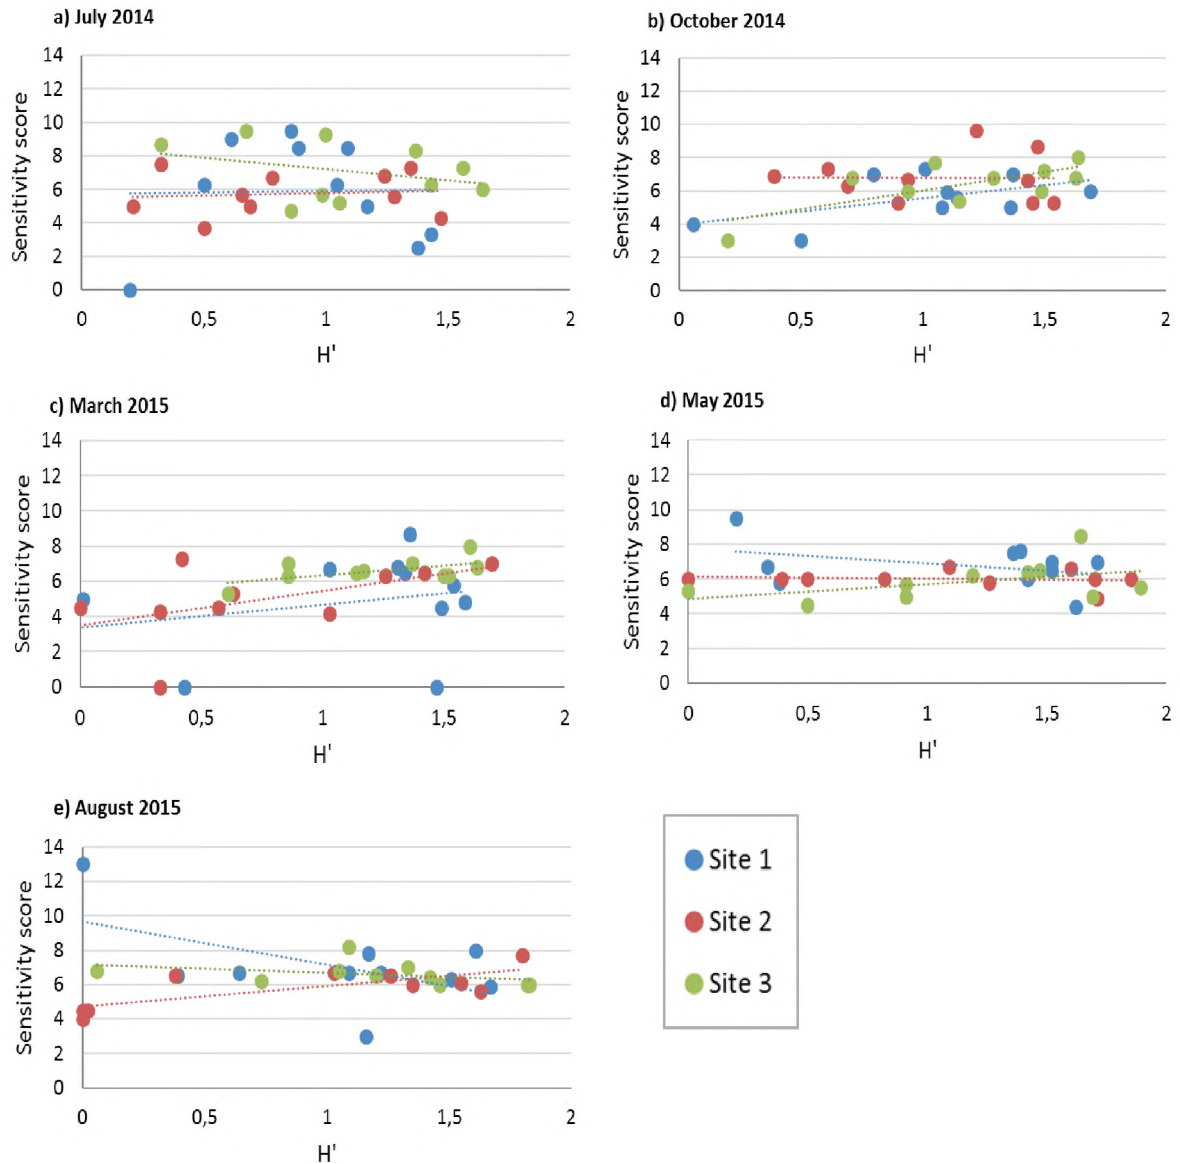 a) July 2014
Sensitivity score
14
12
10
8
6
4
2
0
0 0,5 1 1,5 2
H'
b) October 2014
Sensitivity score
14
12
10
8
6
4
2
0
0 0,5 1 1,5 2
H'
c) March 2015
Sensitivity score
14
12
10
8
6
4
2
0
0 0,5 1 1,5 2
H'
d) May 2015
Sensitivity score
14
12
10
8
6
4
2
0
0 0,5 1 1,5 2
H'
e) August 2015
Sensitivity score
14
12
10
8
6
4
2
0
0 0,5 1 1,5 2
H'
Site 1
Site 2
Site 3